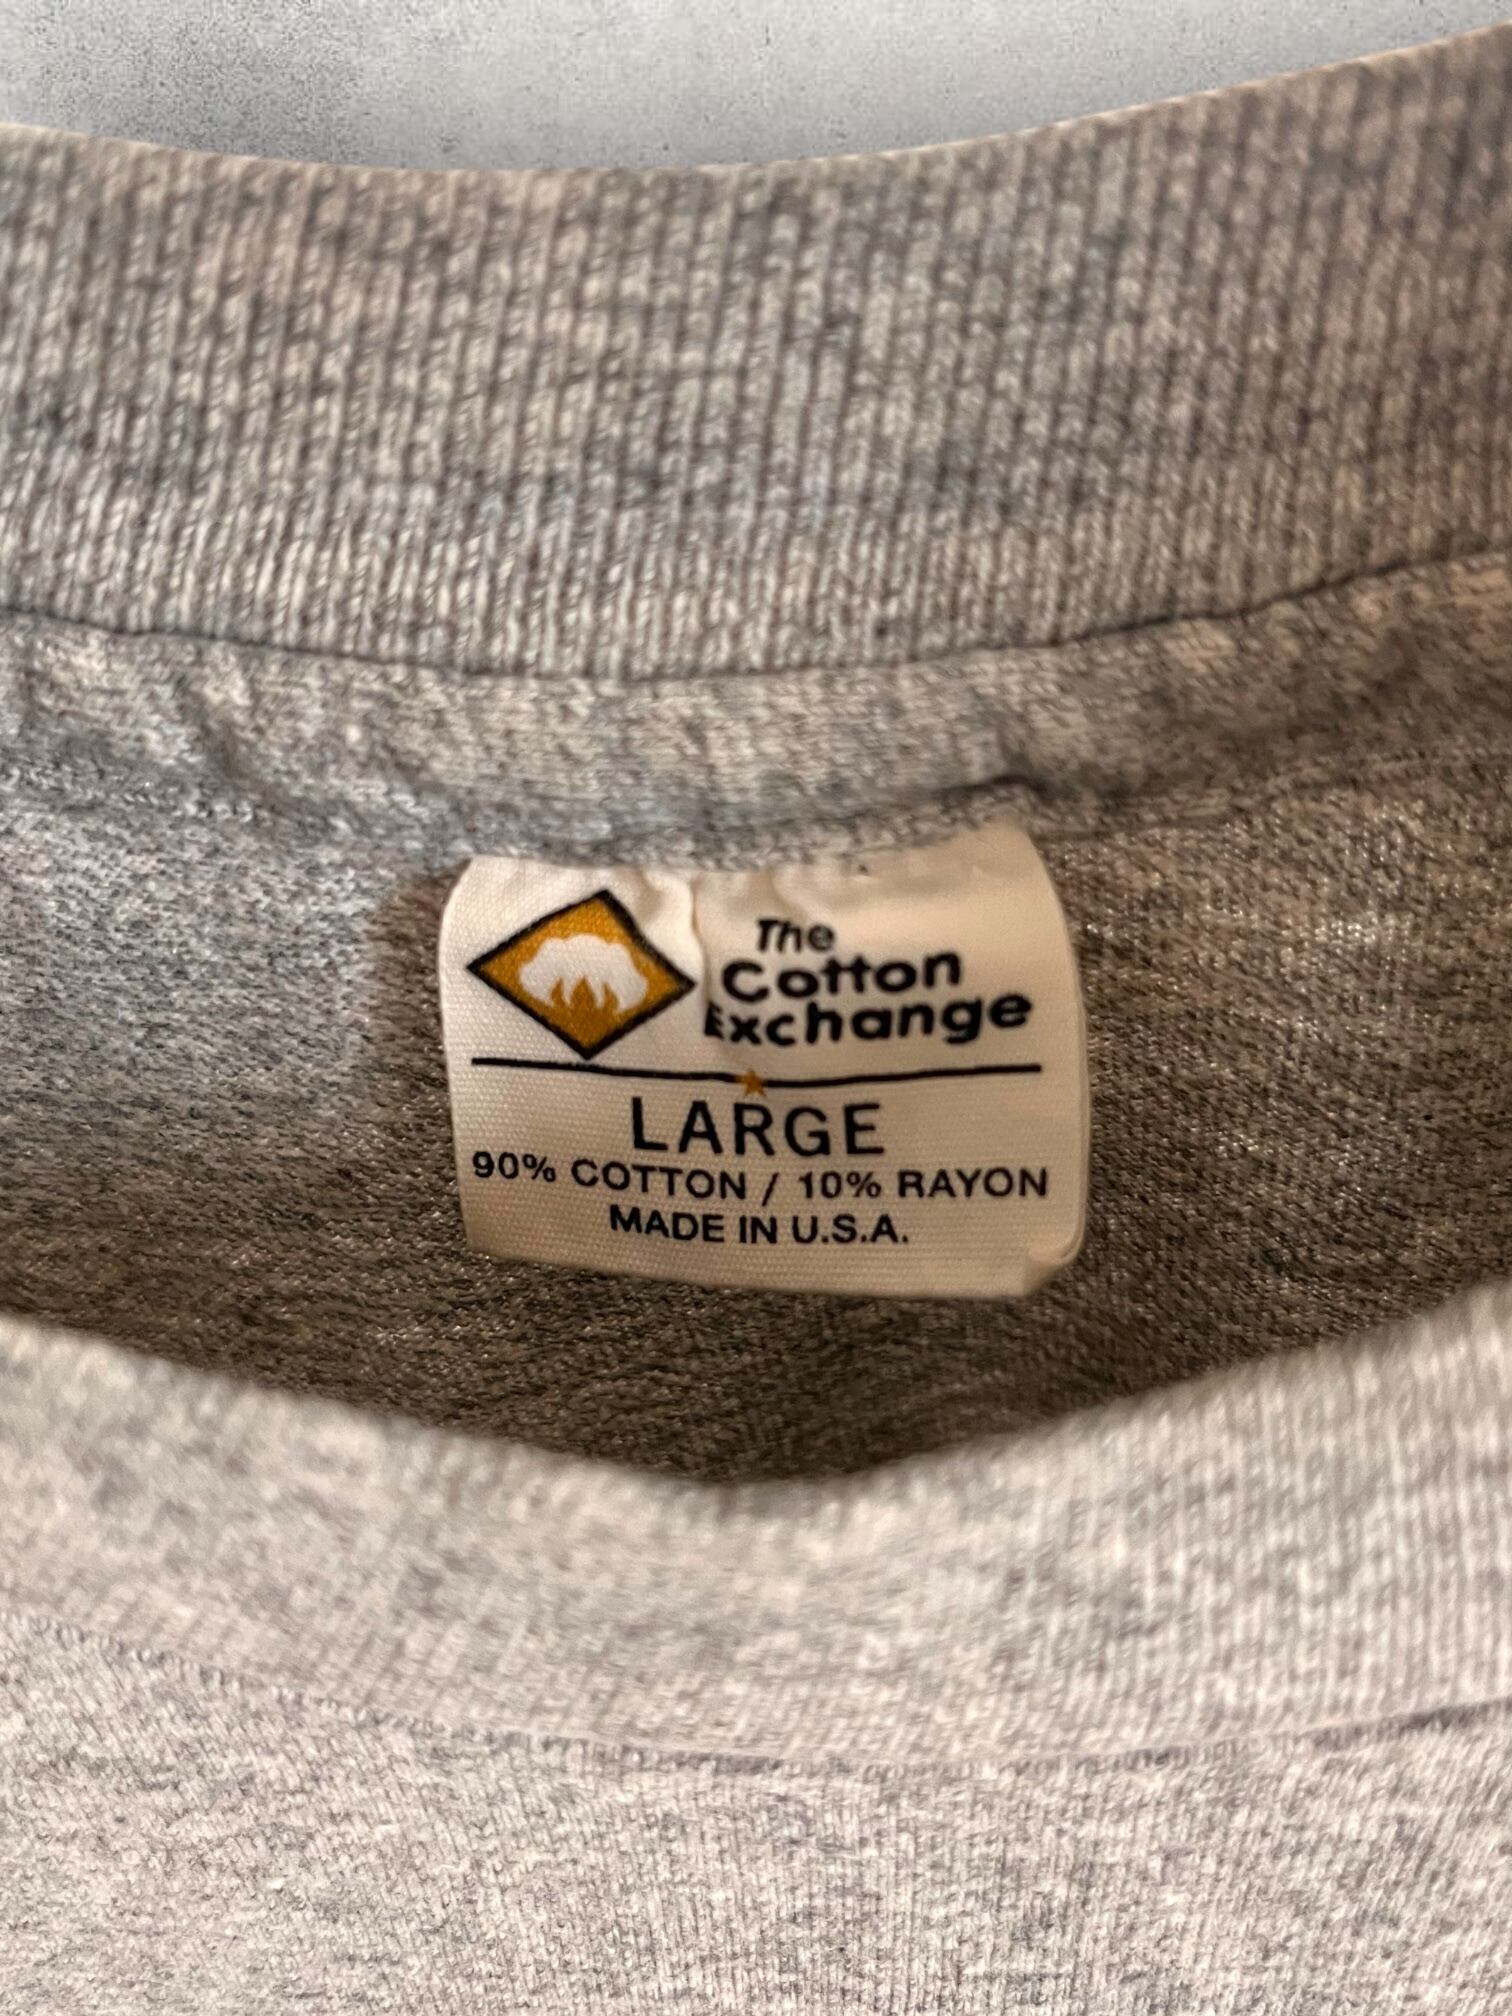 The
Cotton
Exchange
LARGE
90% COTTON / 10% RAYON
MADE IN U.S.A.